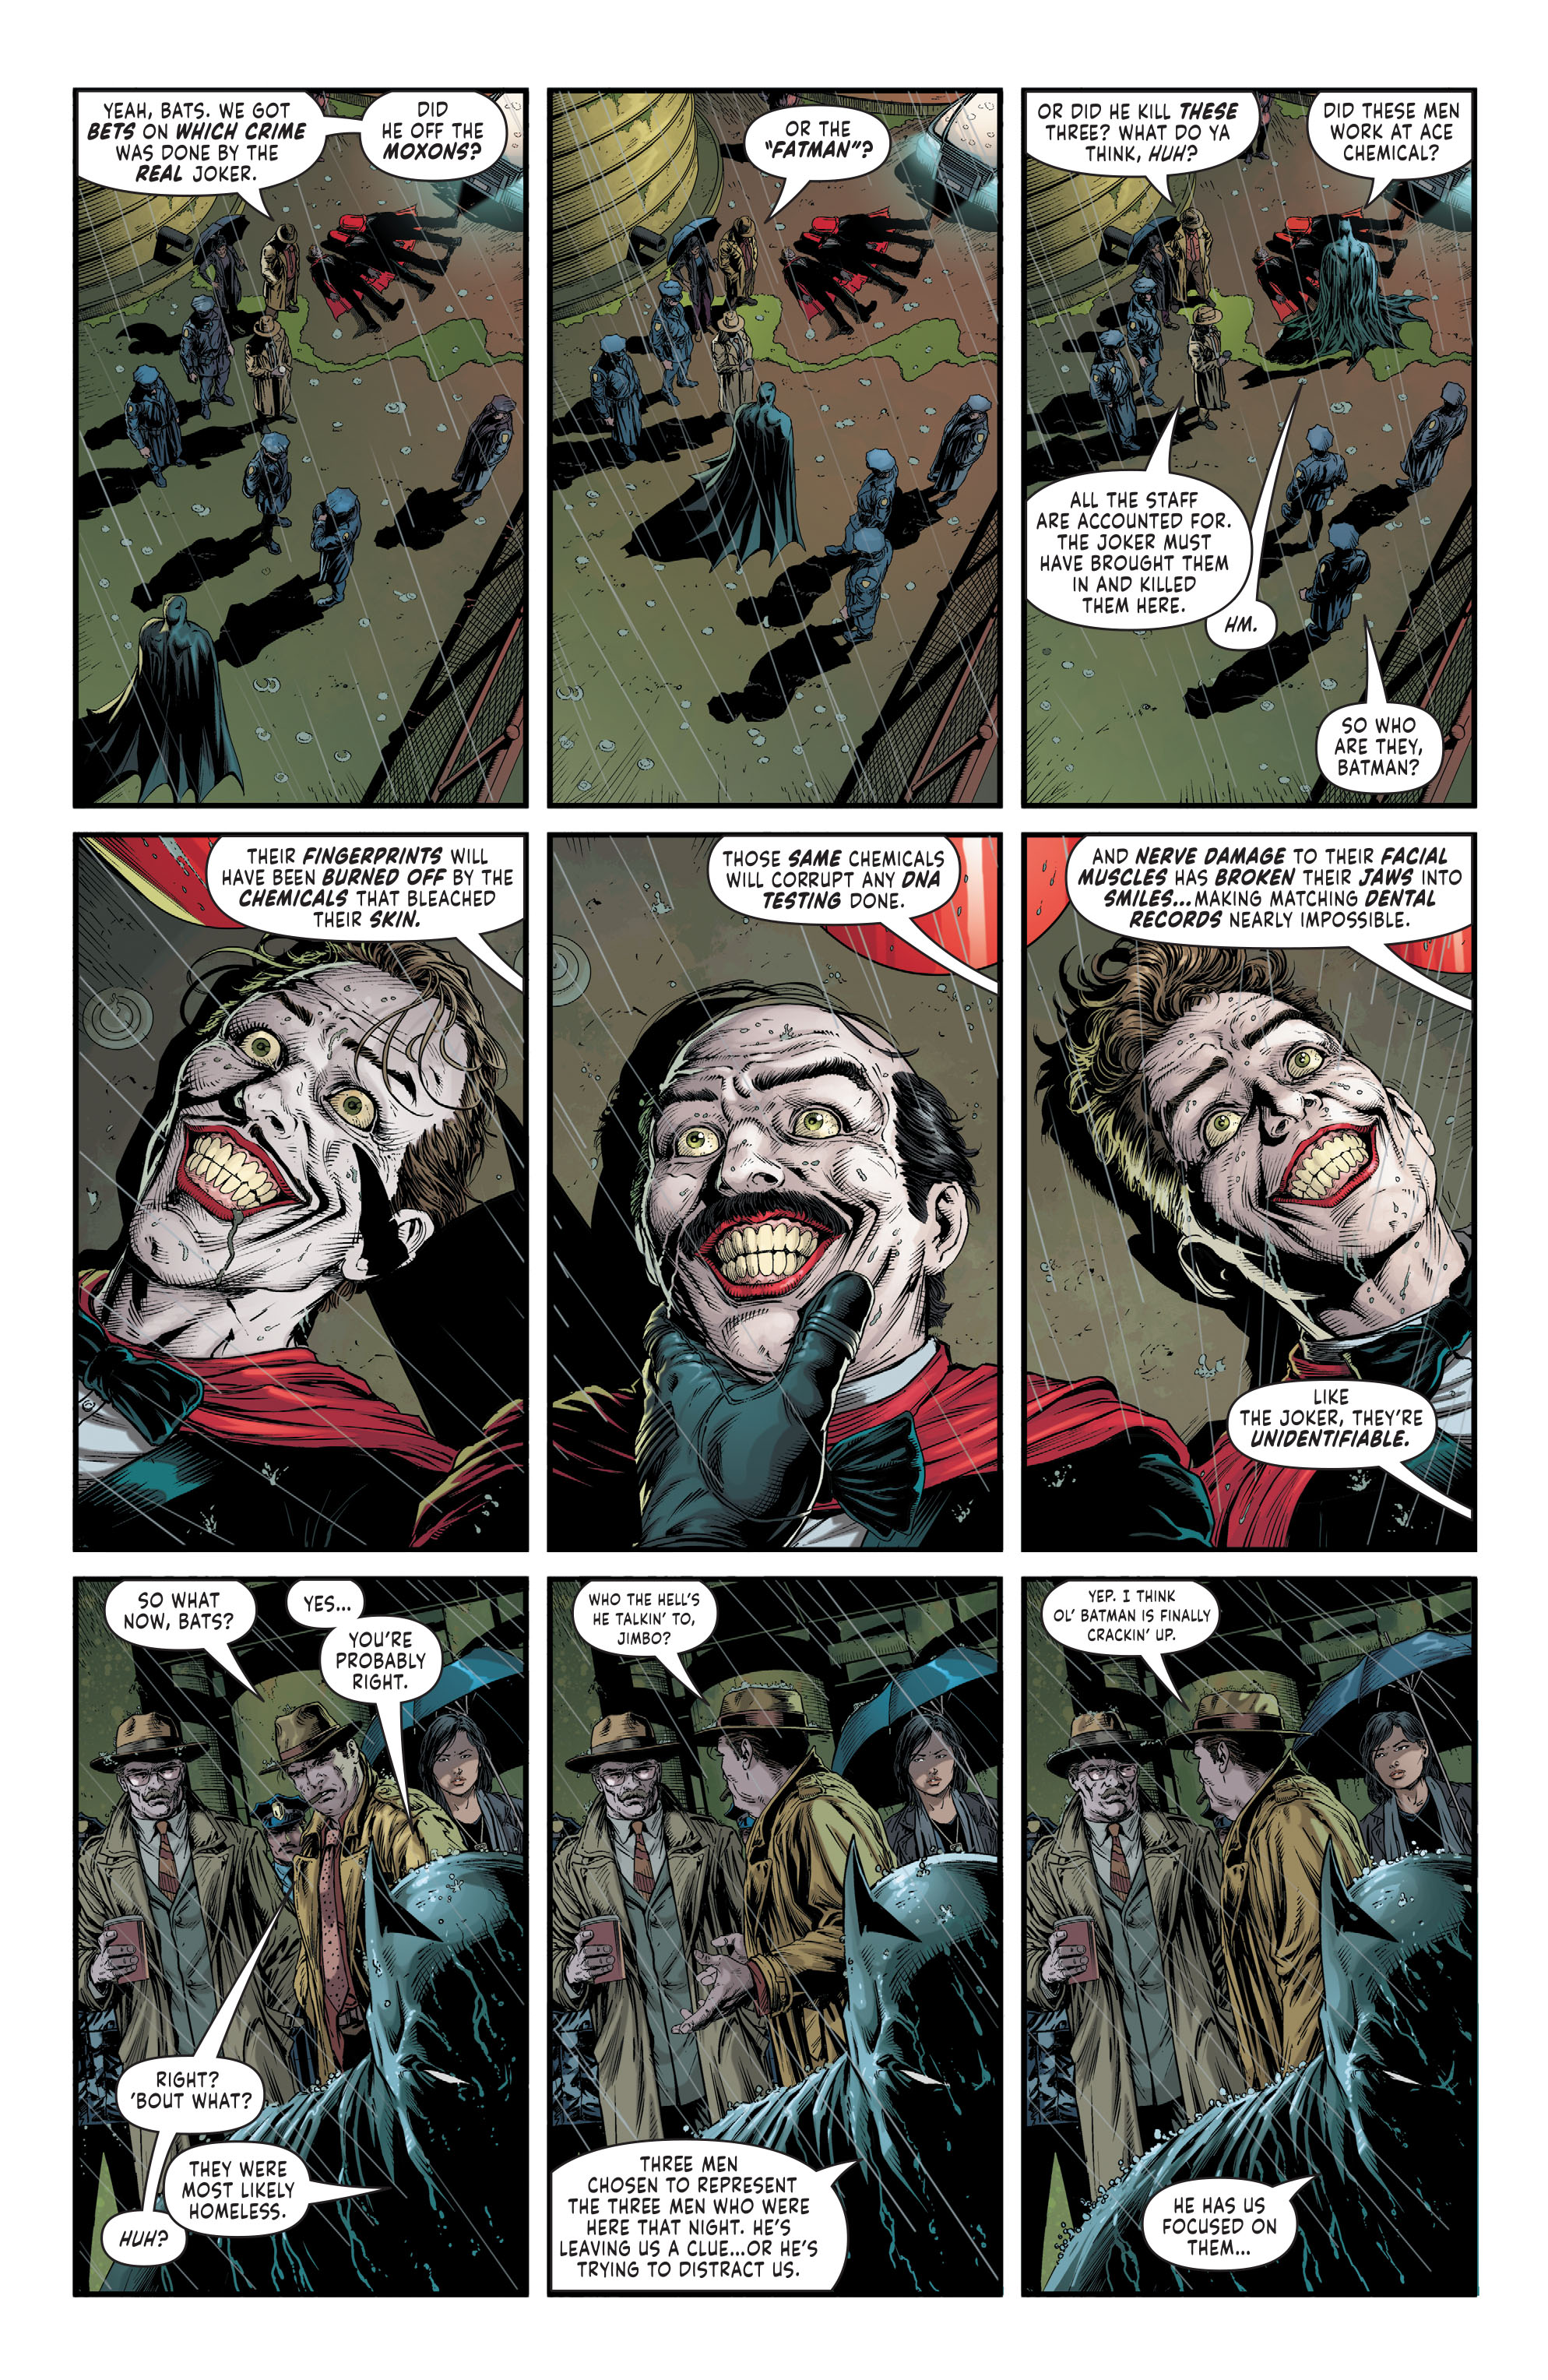 YEAH, BATS. WE GOT
BETS ON WHICH CRIME
WAS DONE BY THE
REAL JOKER.
DID
HE OFF THE
MOXONS?
OR THE
"FATMAN"?
OR DID HE KILL THESE
THREE? WHAT DO YA
THINK, HUH?
DID THESE MEN
WORK AT ACE
CHEMICAL?
ALL THE STAFF
ARE ACCOUNTED FOR.
THE JOKER MUST
HAVE BROUGHT THEM
IN AND KILLED
THEM HERE.
HM.
SO WHO
ARE THEY,
BATMAN?
THEIR FINGERPRINTS WILL
HAVE BEEN BURNED OFF BY THE
CHEMICALS THAT BLEACHED
THEIR SKIN.
THOSE SAME CHEMICALS
WILL CORRUPT ANY DNA
TESTING DONE.
AND NERVE DAMAGE TO THEIR FACIAL
MUSCLES HAS BROKEN THEIR JAWS INTO
SMILES...MAKING MATCHING DENTAL
RECORDS NEARLY IMPOSSIBLE.
LIKE
THE JOKER, THEY'RE
UNIDENTIFIABLE.
SO WHAT
NOW, BATS?
YES...
YOU'RE
PROBABLY
RIGHT.
RIGHT?
'BOUT WHAT?
THEY WERE
MOST LIKELY
HOMELESS.
HUH?
WHO THE HELL'S
HE TALKIN' TO,
JIMBO?
THREE MEN
CHOSEN TO REPRESENT
THE THREE MEN WHO WERE
HERE THAT NIGHT. HE'S
LEAVING US A CLUE...OR HE'S
TRYING TO DISTRACT US.
YEP. I THINK
OL' BATMAN IS FINALLY
CRACKIN' UP.
HE HAS US
FOCUSED ON
THEM...